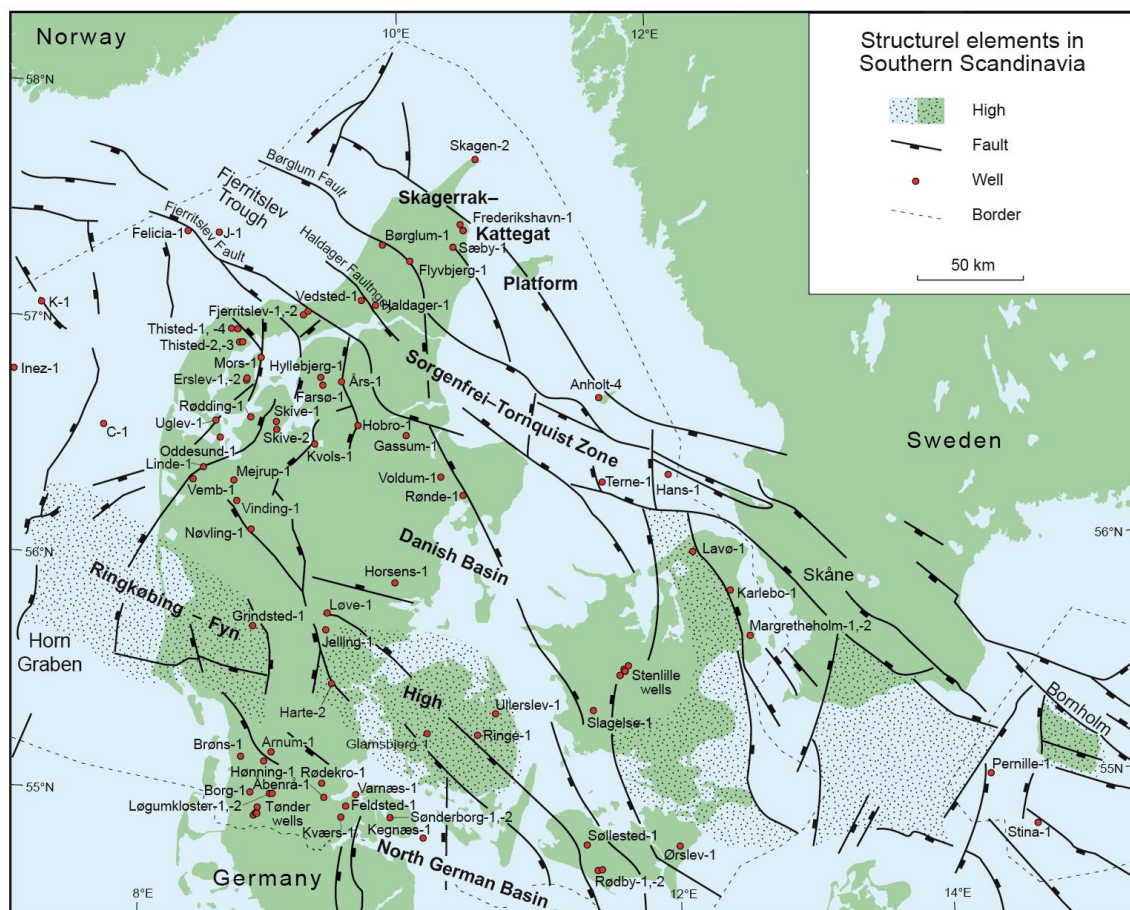 Norway
10°E
12°E
Structurel elements in
Southern Scandinavia
High
Fault
Well
Border
50 km
58°N
Skagen-2
Børglum Fault
Fjerritslev
Trough
Skagerrak–
Kattegat
Platform
Frederikshavn-1
Fjerritslev Fault
Felicia-1
J-1
Børglum-1
Sæby-1
Flyvbjerg-1
Haldager Faultngej
K-1
Vedsted-1
Haldager-1
57°N
Fjerritslev-1,-2
Thisted-1, -4
Thisted-2,-3
Inez-1
Mors-1
Hyllebjerg-1
Erslev-1,-2
Års-1
Farsø-1
Sorgenfrei–Tornquist Zone
Anholt-4
Rødding-1
Skive-1
C-1
Uglev-1
Skive-2
Hobro-1
Oddesund-1
Kvols-1
Gassum-1
Sweden
Linde-1
Mejrup-1
Voldum-1
Vemb-1
Terne-1
Hans-1
Rønde-1
Vinding-1
Nøvling-1
56°N
56°N
Danish Basin
Lavø-1
Ringkøbing – Fyn
High
Horsens-1
Skåne
Karlebo-1
Løve-1
Grindsted-1
Margretheholm-1,-2
Horn
Graben
Jelling-1
Stenlille
wells
Harte-2
Ullerslev-1
Slagelse-1
Bornholm
Glamsbjerg-1
Ringe-1
Brøns-1
Arnum-1
Hønning-1
Rødekro-1
Pernille-1
55N
55°N
Borg-1
Åbenrå-1
Varnæs-1
Løgumkloster-1,-2
Feldsted-1
Tønder
wells
Sønderborg-1,-2
Kværs-1
Kegnæs-1
Stina-1
Søllested-1
North German Basin
Ørslev-1
Germany
Rødby-1,-2
8°E
12°E
14°E